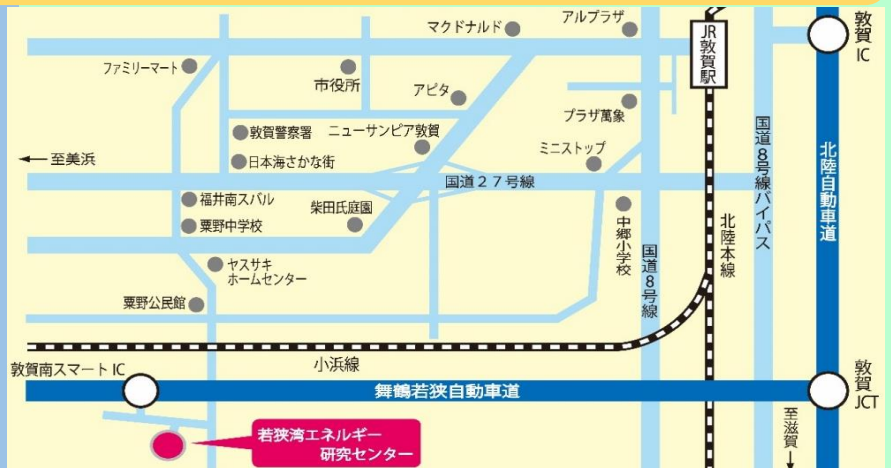 マクドナルド
アルプラザ
JR敦賀駅
敦賀
IC
ファミリーマート
市役所
アピタ
プラザ萬象
敦賀警察署
ニューサンピア敦賀
ミニストップ
国道8号線バイパス
北陸自動車道
←至美浜
日本海さかな街
国道27号線
福井南スバル
柴田氏庭園
粟野中学校
中郷小学校
国道8号線
北陸本線
ヤスサキ
ホームセンター
粟野公民館
小浜線
敦賀南スマートIC
舞鶴若狭自動車道
敦賀
JCT
至滋賀→
若狭湾エネルギー
研究センター